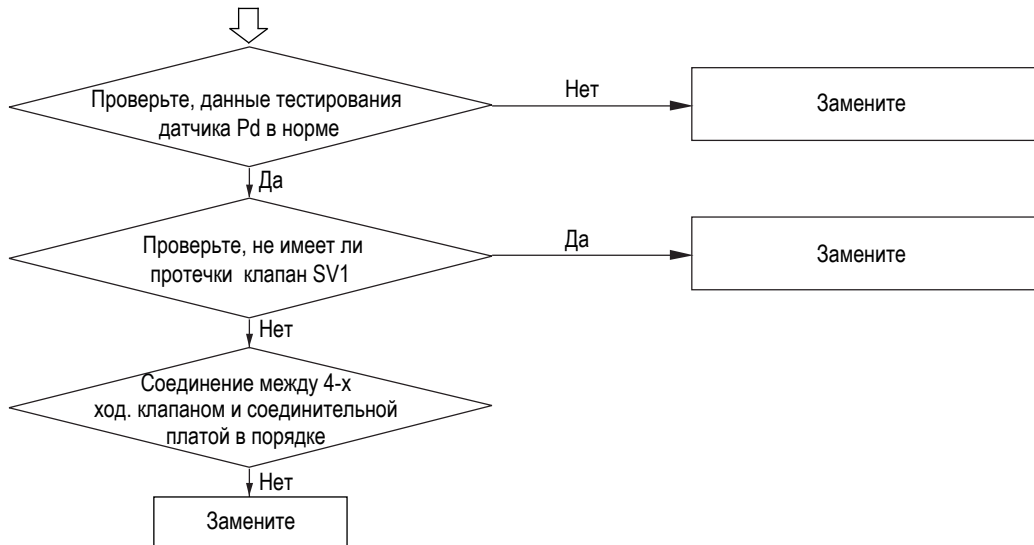 Проверьте, данные тестирования
датчика Pd в норме
Нет
Замените
Да
Проверьте, не имеет ли
протечки клапан SV1
Да
Замените
Нет
Соединение между 4-х
ход. клапаном и соединительной
платой в порядке
Нет
Замените